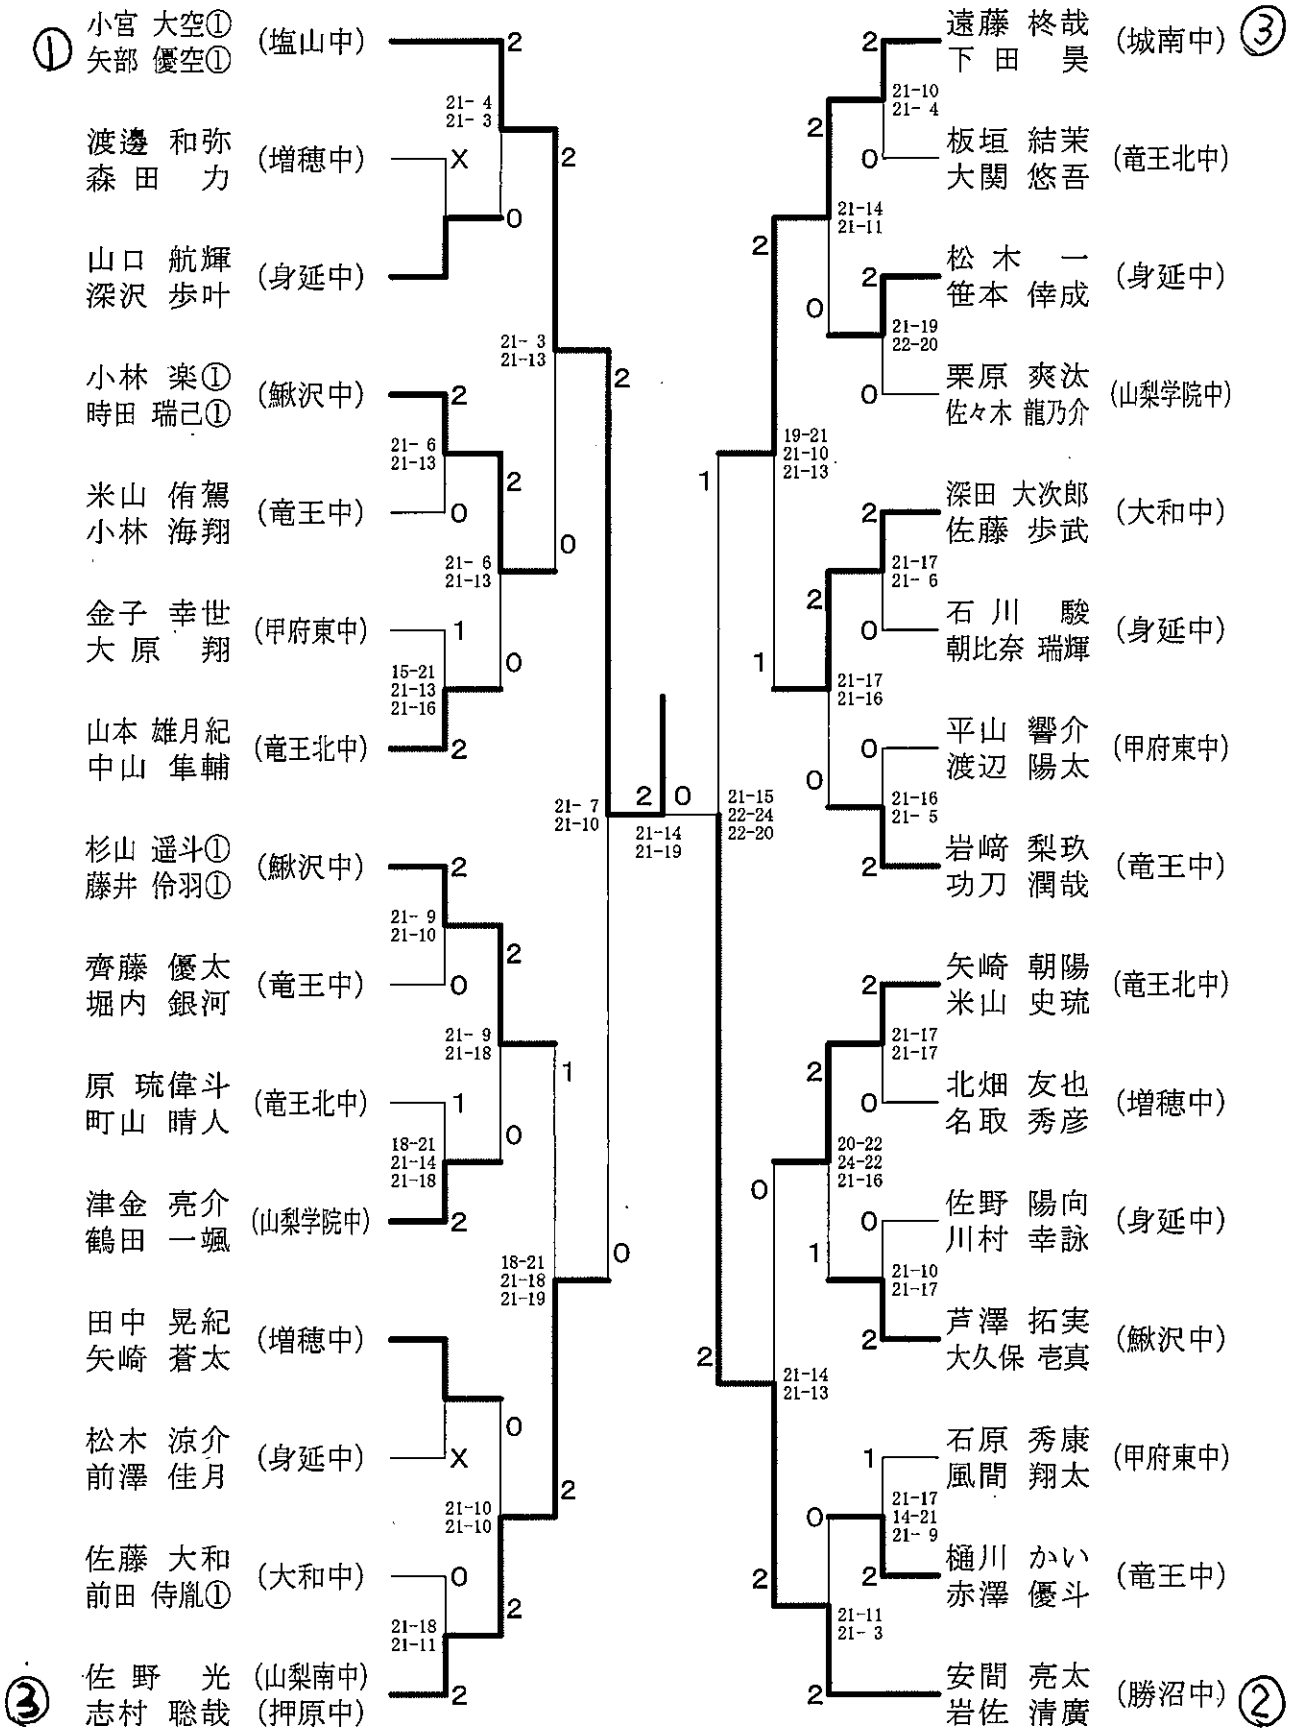 ①
小宮 大空① (塩山中) 2
矢部 優空①
21- 4
21- 3
2
渡邊 和弥 (増穂中) X
森田 力
0
山口 航輝 (身延中)
深沢 歩叶
21- 3
21-13
2
小林 楽① (鰍沢中) 2
時田 瑞己①
21- 6
21-13
2
米山 侑駕 (竜王中) 0
小林 海翔
0
21- 6
21-13
金子 幸世 (甲府東中) 1
大原 翔
0
15-21
21-13
21-16
山本 雄月紀 (竜王北中) 2
中山 隼輔
21- 7
21-10
2 0
21-14
21-19
杉山 遥斗① (鰍沢中) 2
藤井 伶羽①
21- 9
21-10
2
齊藤 優太 (竜王中) 0
堀内 銀河
21- 9
21-18
1
原 琉偉斗 (竜王北中) 1
町山 晴人
0
18-21
21-14
21-18
津金 亮介 (山梨学院中) 2
鶴田 一颯
0
18-21
21-18
21-19
田中 晃紀 (増穂中)
矢崎 蒼太
0
松木 涼介 (身延中) X
前澤 佳月
2
21-10
21-10
佐藤 大和 (大和中) 0
前田 侍胤①
2
21-18
21-11
③
佐野 光 (山梨南中) 2
志村 聡哉 (押原中)
③
2 遠藤 柊哉 (城南中)
下田 昊
21-10
21- 4
2
0 板垣 結茉 (竜王北中)
大関 悠吾
21-14
21-11
2
2 松木 一 (身延中)
笹本 倖成
0
21-19
22-20
0 栗原 爽汰 (山梨学院中)
佐々木 龍乃介
19-21
21-10
21-13
1
2 深田 大次郎 (大和中)
佐藤 歩武
21-17
21- 6
2
0 石川 駿 (身延中)
朝比奈 瑞輝
1
21-17
21-16
0 平山 響介 (甲府東中)
渡辺 陽太
0
21-16
21- 5
21-15
22-24
22-20
2 岩﨑 梨玖 (竜王中)
功刀 潤哉
2 矢崎 朝陽 (竜王北中)
米山 史琉
21-17
21-17
2
0 北畑 友也 (増穂中)
名取 秀彦
20-22
24-22
21-16
0
0 佐野 陽向 (身延中)
川村 幸詠
1
21-10
21-17
2 芦澤 拓実 (鰍沢中)
大久保 壱真
2
21-14
21-13
1 石原 秀康 (甲府東中)
風間 翔太
21-17
14-21
21- 9
0
2 樋川 かい (竜王中)
赤澤 優斗
2
21-11
21- 3
2 安間 亮太 (勝沼中)
岩佐 清廣
②